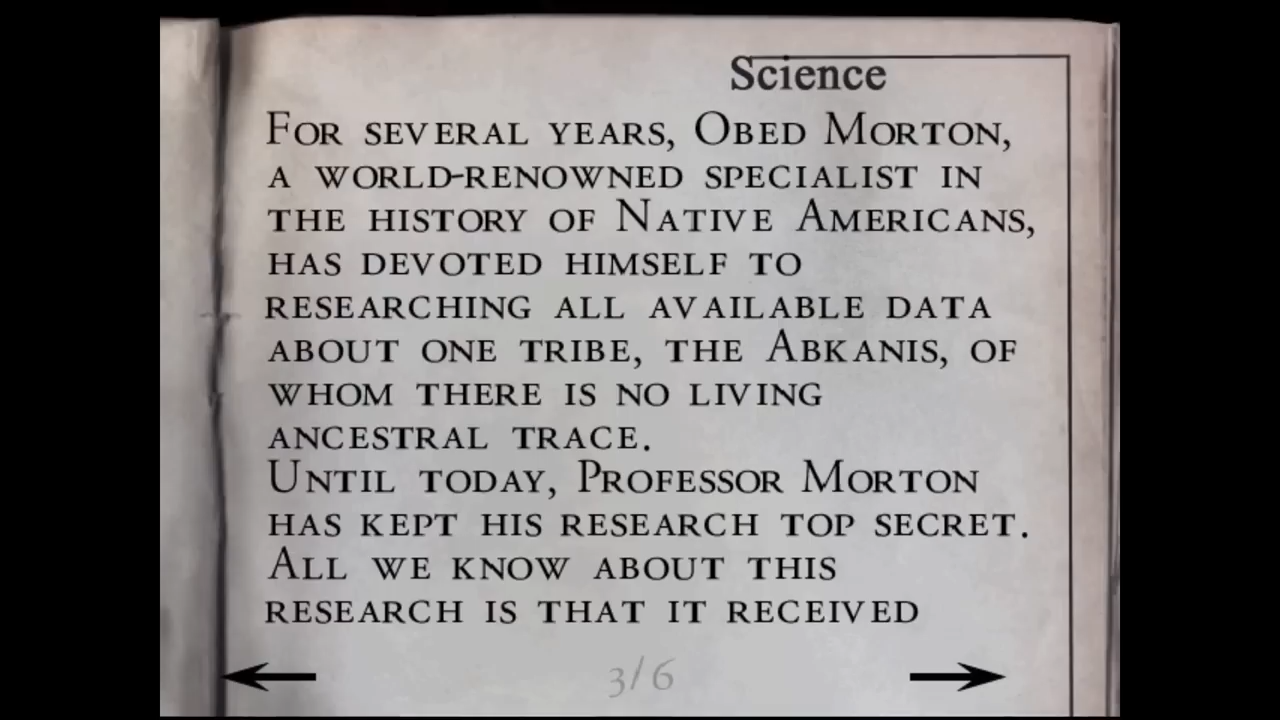 Science
For several years, Obed Morton,
a world-renowned specialist in
the history of Native Americans,
has devoted himself to
researching all available data
about one tribe, the Abkanis, of
whom there is no living
ancestral trace.
Until today, Professor Morton
has kept his research top secret.
All we know about this
research is that it received
3/6